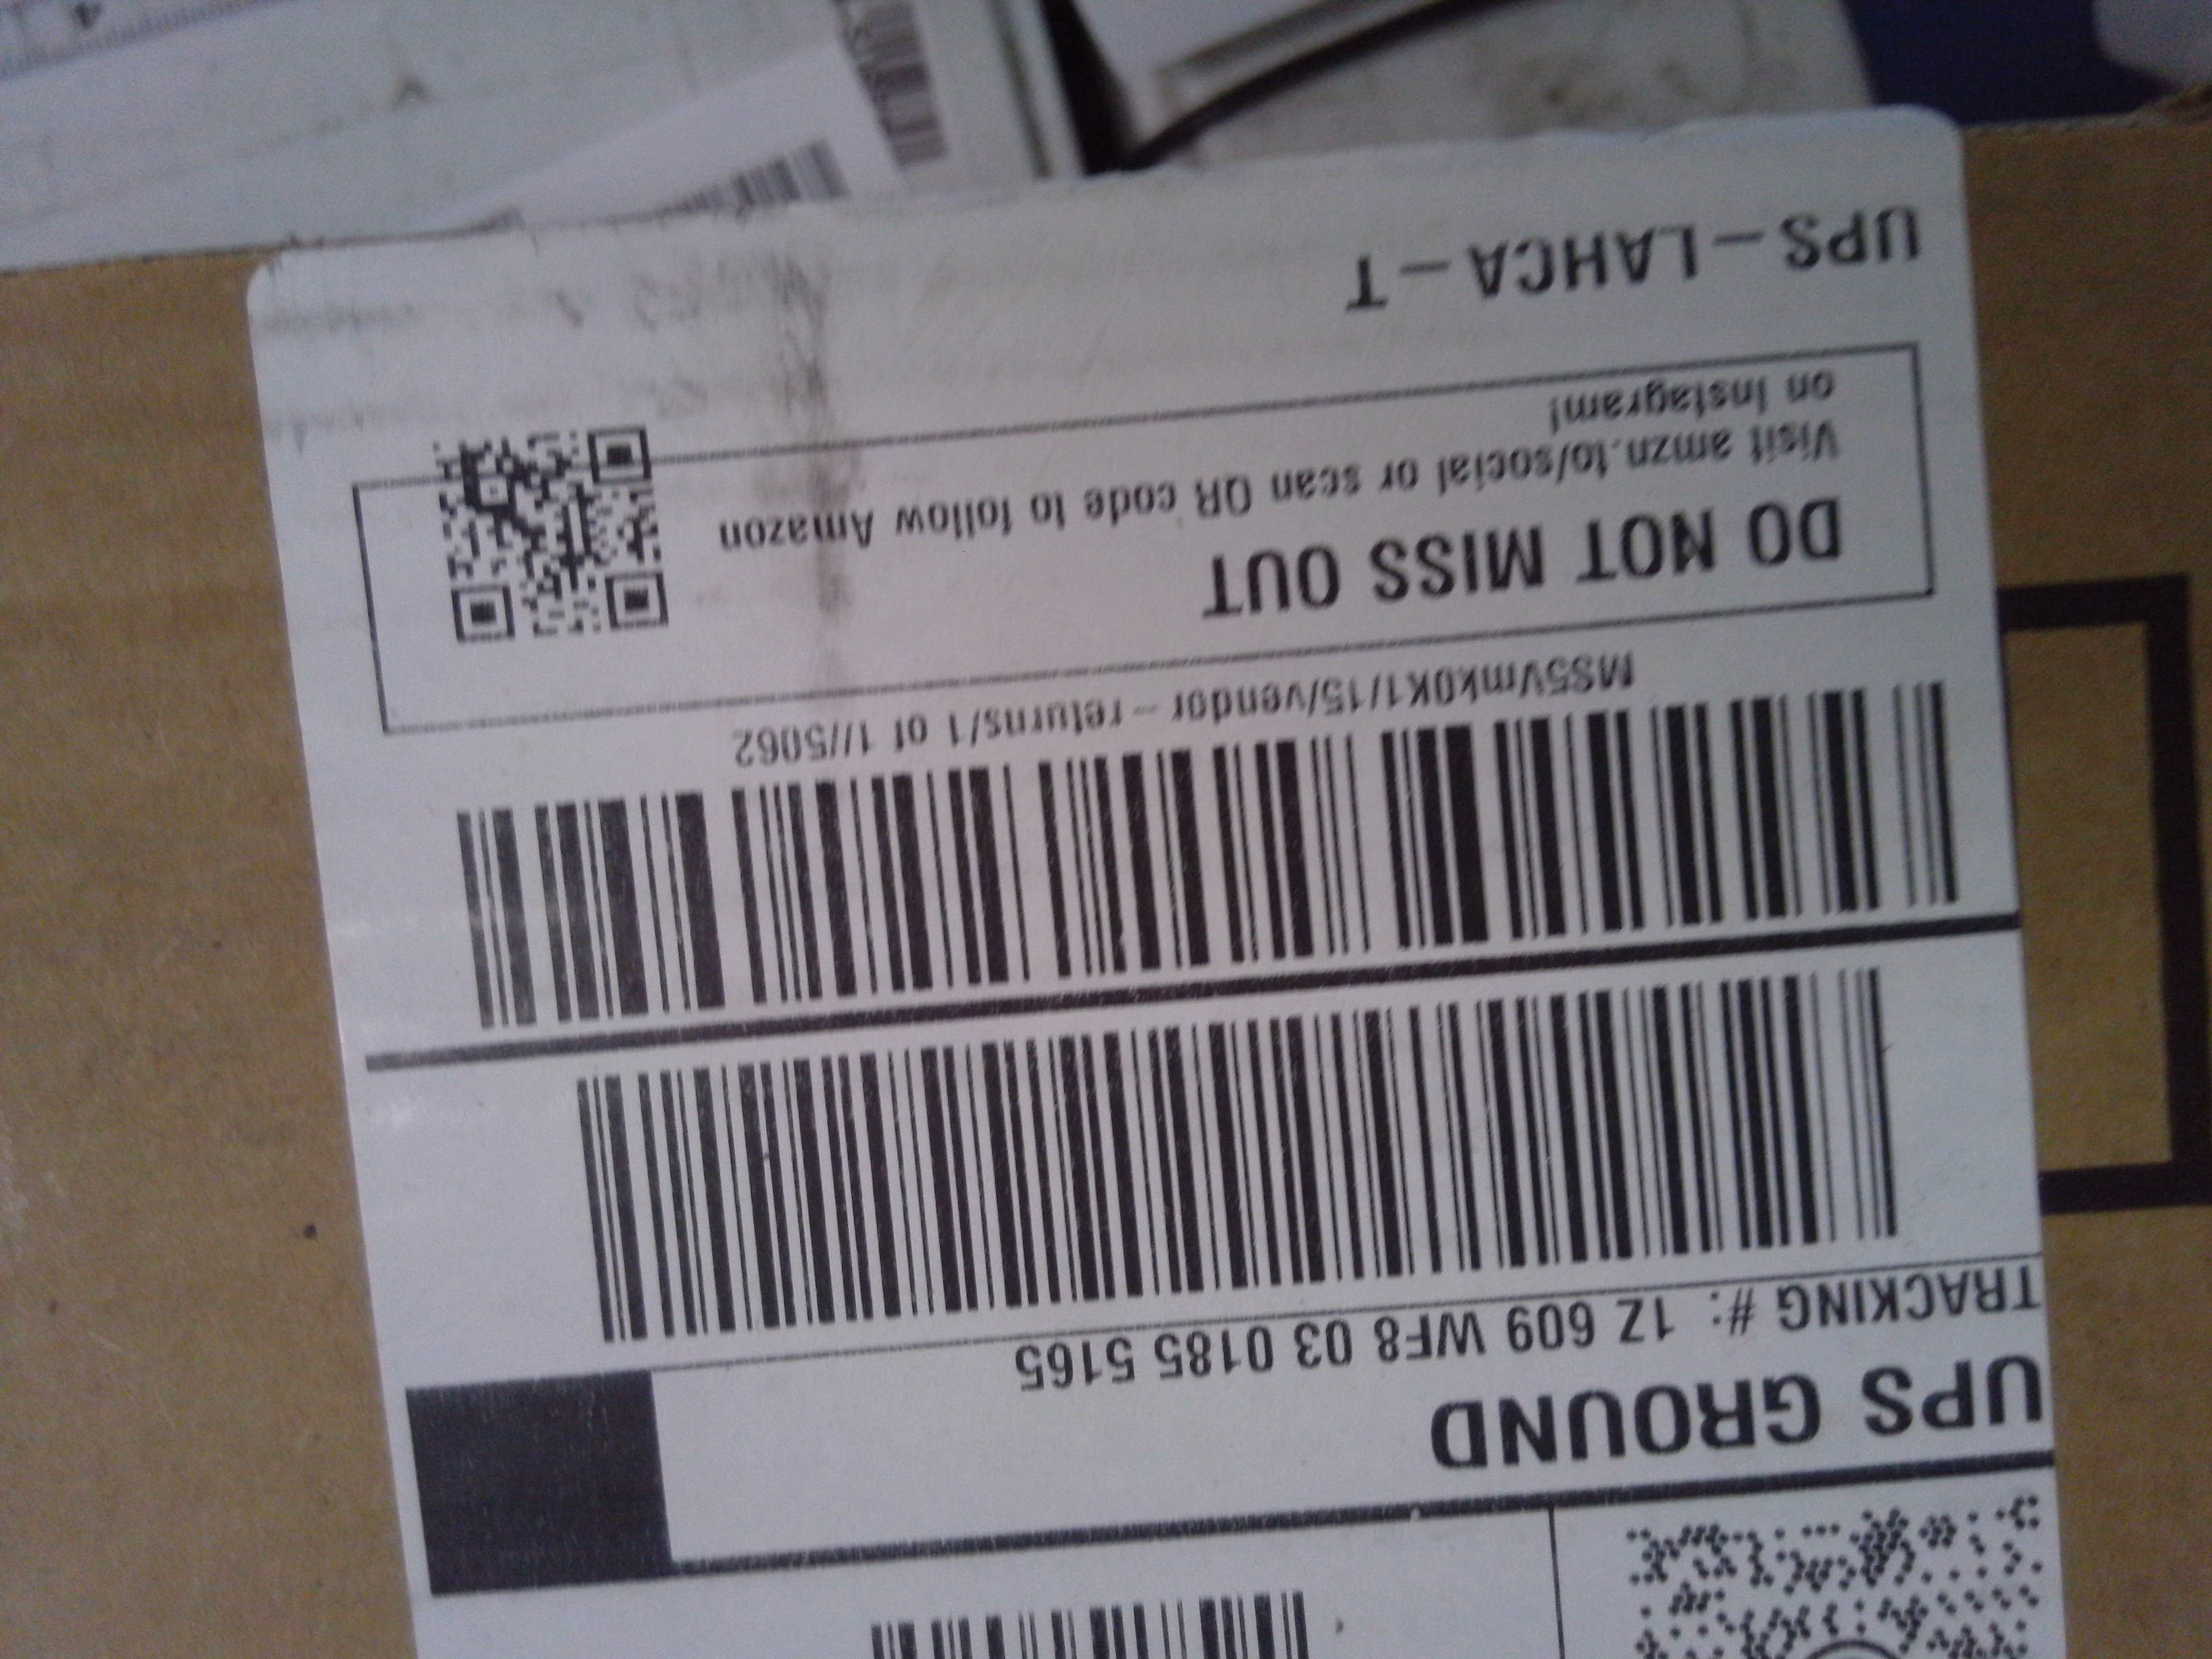 UPS GROUND
TRACKING #: 1Z 609 WF8 03 0185 5165
MS5Vmk0K1/15/vendor-returns/1 of 1//5062
DO NOT MISS OUT
Visit amzn.to/social or scan QR code to follow Amazon
on Instagram!
UPS-LAHCA-T